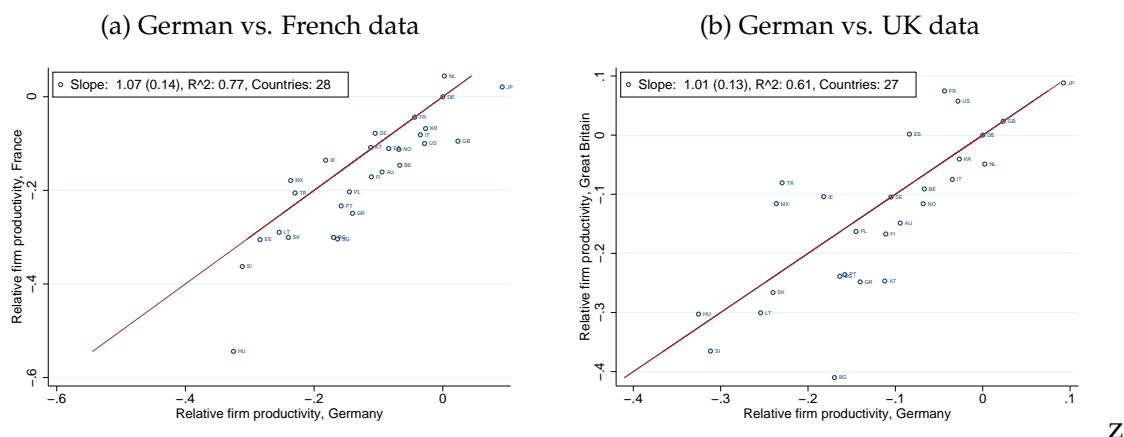 (a) German vs. French data
Slope: 1.07 (0.14), R^2: 0.77, Countries: 28
Relative firm productivity, France
0
-.2
-.4
-.6
NL
JP
DE
FR
KR
SE
IT
US
GB
AT
NO
IE
BE
AU
FI
MX
TR
PL
PT
GR
LT
SK
SG
EE
SI
HU
-.6
-.4
-.2
0
Relative firm productivity, Germany
(b) German vs. UK data
Slope: 1.01 (0.13), R^2: 0.61, Countries: 27
Relative firm productivity, Great Britain
.1
0
-.1
-.2
-.3
-.4
JP
FR
US
GB
ES
DE
KR
NL
IT
TR
BE
IE
SE
MX
NO
AU
PL
FI
PT
GR
AT
SK
LT
HU
SI
BG
-.4
-.3
-.2
-.1
0
.1
Relative firm productivity, Germany
z